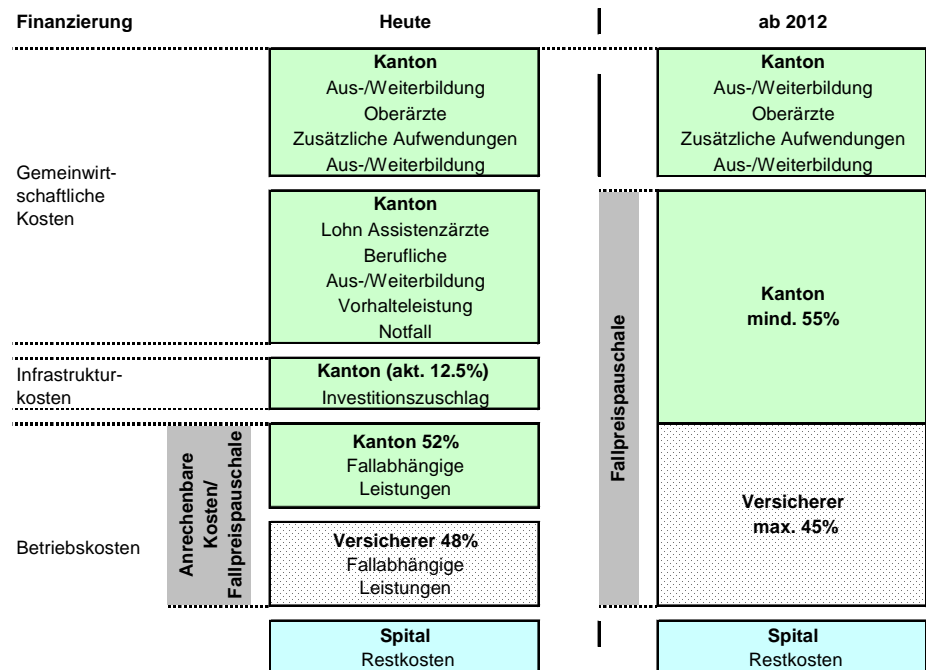 Finanzierung
Heute
ab 2012
Gemeinwirt-
schaftliche
Kosten
Kanton
Aus-/Weiterbildung
Oberärzte
Zusätzliche Aufwendungen
Aus-/Weiterbildung
Kanton
Lohn Assistenzärzte
Berufliche
Aus-/Weiterbildung
Vorhalteleistung
Notfall
Infrastruktur-
kosten
Kanton (akt. 12.5%)
Investitionszuschlag
Betriebskosten
Anrechenbare
Kosten/
Fallpreispauschale
Kanton 52%
Fallabhängige
Leistungen
Versicherer 48%
Fallabhängige
Leistungen
Spital
Restkosten
Kanton
Aus-/Weiterbildung
Oberärzte
Zusätzliche Aufwendungen
Aus-/Weiterbildung
Fallpreispauschale
Kanton
mind. 55%
Versicherer
max. 45%
Spital
Restkosten